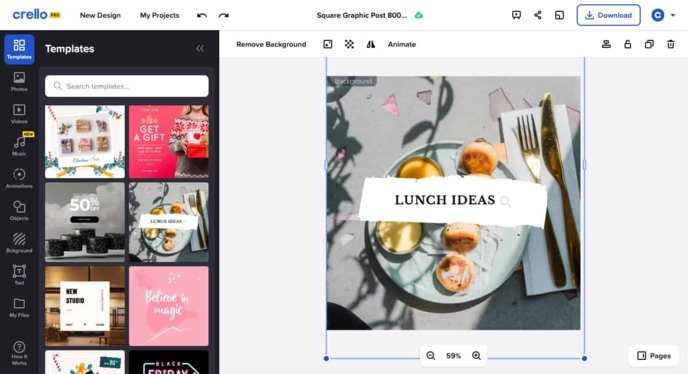 crello PRO
New Design
My Projects
Square Graphic Post 800...
Download
C
Templates
Photos
Videos
NEW
Music
Animations
Objects
Bckground
Text
My Files
How It
Works
Templates
Search templates...
GET
A GIFT
50%
OFF
LUNCH IDEAS
NEW
STUDIO
Believe in
magic
50%
BLACK
FRIDAY
Remove Background
Animate
Background
LUNCH IDEAS
59%
Pages